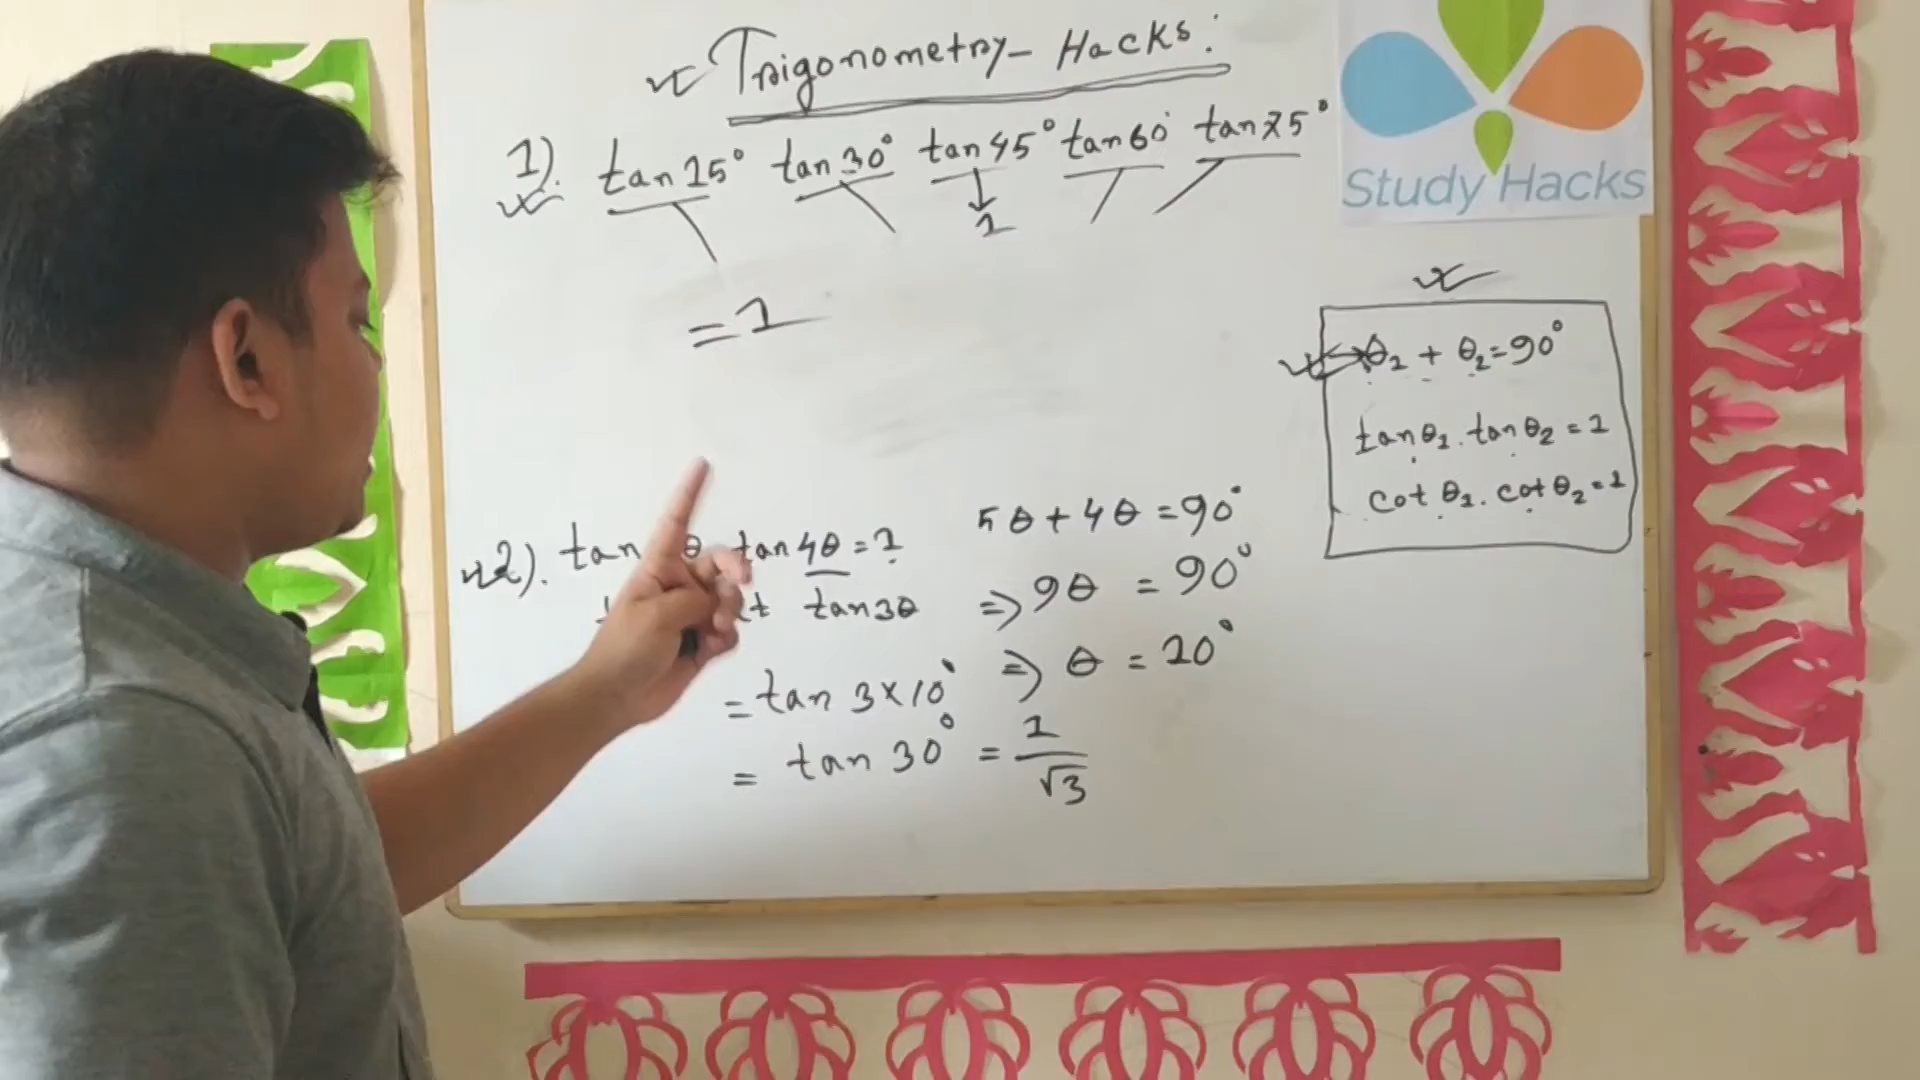 Trigonometry - Hacks:
1). tan 15° tan 30° tan 45° tan 60° tan 75°
1
= 1
Study Hacks
θ1 + θ2 = 90°
tan θ1 . tan θ2 = 1
cot θ1 . cot θ2 = 1
2). tan θ tan 4θ = 1
tan 3θ
= tan 3 × 10°
= tan 30° = 1/√3
5θ + 4θ = 90°
=> 9θ = 90°
=> θ = 10°